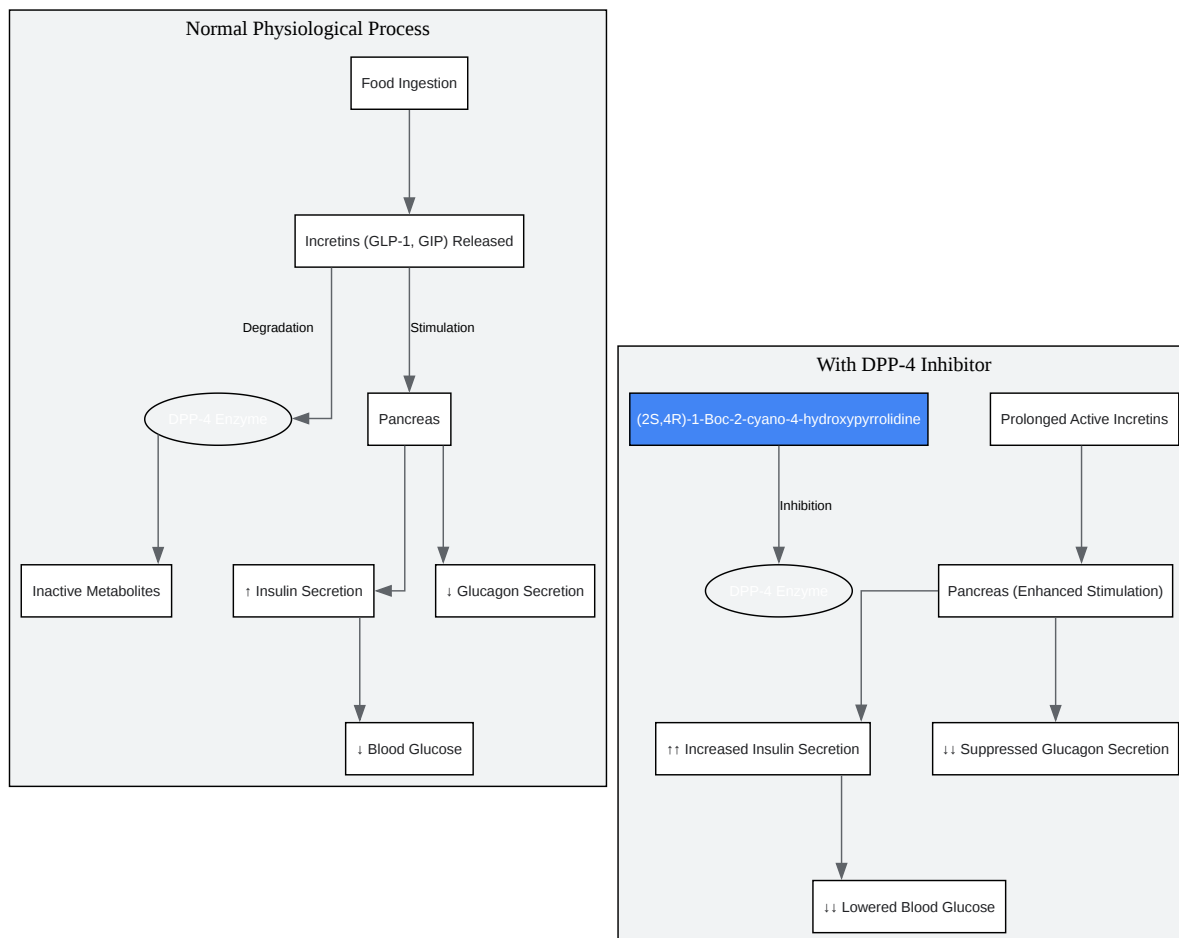 Normal Physiological Process
Food Ingestion
Incretins (GLP-1, GIP) Released
Degradation
Stimulation
DPP-4 Enzyme
Pancreas
Inactive Metabolites
↑ Insulin Secretion
↓ Glucagon Secretion
↓ Blood Glucose
With DPP-4 Inhibitor
(2S,4R)-1-Boc-2-cyano-4-hydroxypyrrolidine
Prolonged Active Incretins
Inhibition
DPP-4 Enzyme
Pancreas (Enhanced Stimulation)
↑↑ Increased Insulin Secretion
↓↓ Suppressed Glucagon Secretion
↓↓ Lowered Blood Glucose